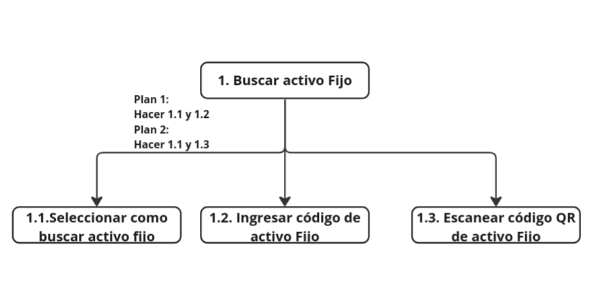 1. Buscar activo Fijo
Plan 1:
Hacer 1.1 y 1.2
Plan 2:
Hacer 1.1 y 1.3
1.1.Seleccionar como
buscar activo fijo
1.2. Ingresar código de
activo Fijo
1.3. Escanear código QR
de activo Fijo